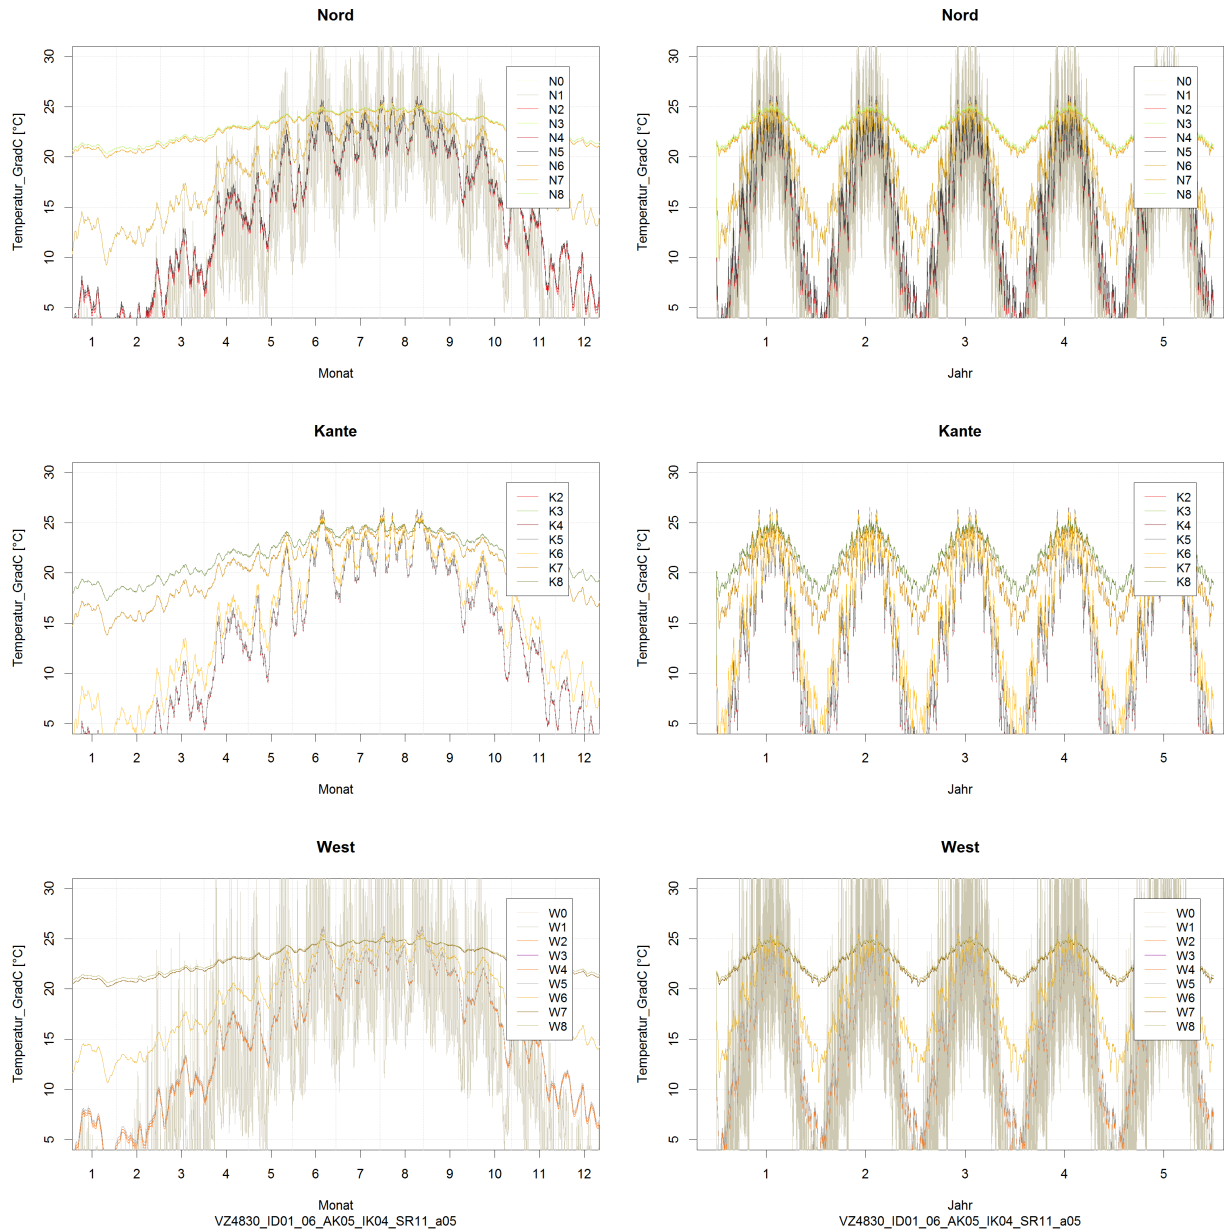 Nord
Temperatur_GradC [°C]
30
25
20
15
10
5
N0
N1
N2
N3
N4
N5
N6
N7
N8
1 2 3 4 5 6 7 8 9 10 11 12
Monat
Nord
Temperatur_GradC [°C]
30
25
20
15
10
5
N0
N1
N2
N3
N4
N5
N6
N7
N8
1 2 3 4 5
Jahr
Kante
Temperatur_GradC [°C]
30
25
20
15
10
5
K2
K3
K4
K5
K6
K7
K8
1 2 3 4 5 6 7 8 9 10 11 12
Monat
Kante
Temperatur_GradC [°C]
30
25
20
15
10
5
K2
K3
K4
K5
K6
K7
K8
1 2 3 4 5
Jahr
West
Temperatur_GradC [°C]
30
25
20
15
10
5
W0
W1
W2
W3
W4
W5
W6
W7
W8
1 2 3 4 5 6 7 8 9 10 11 12
Monat
VZ4830_ID01_06_AK05_IK04_SR11_a05
West
Temperatur_GradC [°C]
30
25
20
15
10
5
W0
W1
W2
W3
W4
W5
W6
W7
W8
1 2 3 4 5
Jahr
VZ4830_ID01_06_AK05_IK04_SR11_a05